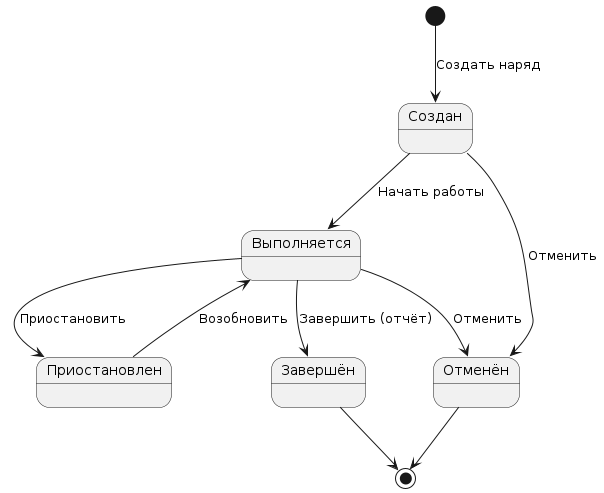 Создать наряд
Создан
Начать работы
Отменить
Выполняется
Приостановить
Возобновить
Завершить (отчёт)
Отменить
Приостановлен
Завершён
Отменён